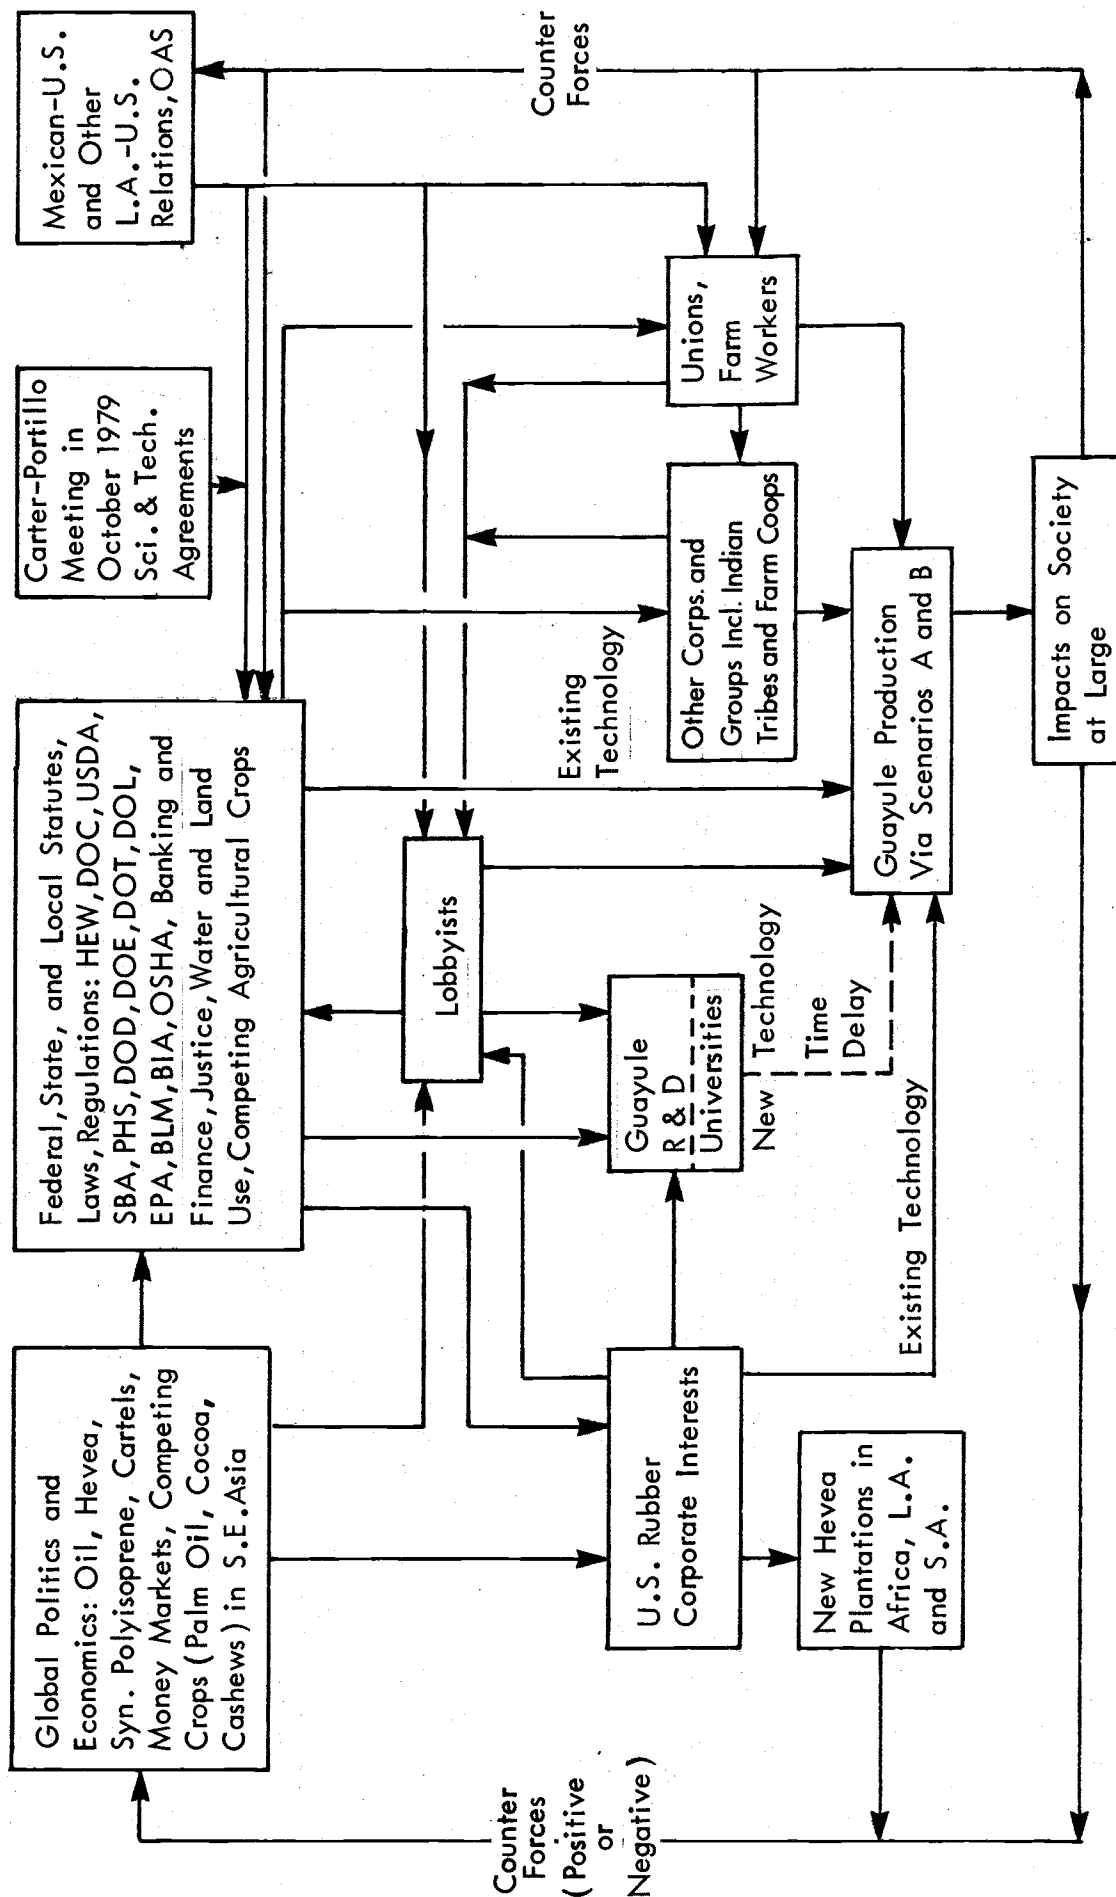 Global Politics and
Economics: Oil, Hevea,
Syn. Polyisoprene, Cartels,
Money Markets, Competing
Crops (Palm Oil, Cocoa,
Cashews) in S.E. Asia
Federal, State, and Local Statutes,
Laws, Regulations: HEW, DOC, USDA,
SBA, PHS, DOD, DOE, DOT, DOL,
EPA, BLM, BIA, OSHA, Banking and
Finance, Justice, Water and Land
Use, Competing Agricultural Crops
Carter-Portillo
Meeting in
October 1979
Sci. & Tech.
Agreements
Mexican-U.S.
and Other
L.A.-U.S.
Relations, OAS
Lobbyists
Counter
Forces
(Positive
or
Negative)
Counter
Forces
U.S. Rubber
Corporate Interests
Guayule
R & D
Universities
Existing
Technology
Other Corps. and
Groups Incl. Indian
Tribes and Farm Coops
Unions,
Farm
Workers
New Technology
Time
Delay
New Hevea
Plantations in
Africa, L.A.
and S.A.
Existing Technology
Guayule Production
Via Scenarios A and B
Impacts on Society
at Large